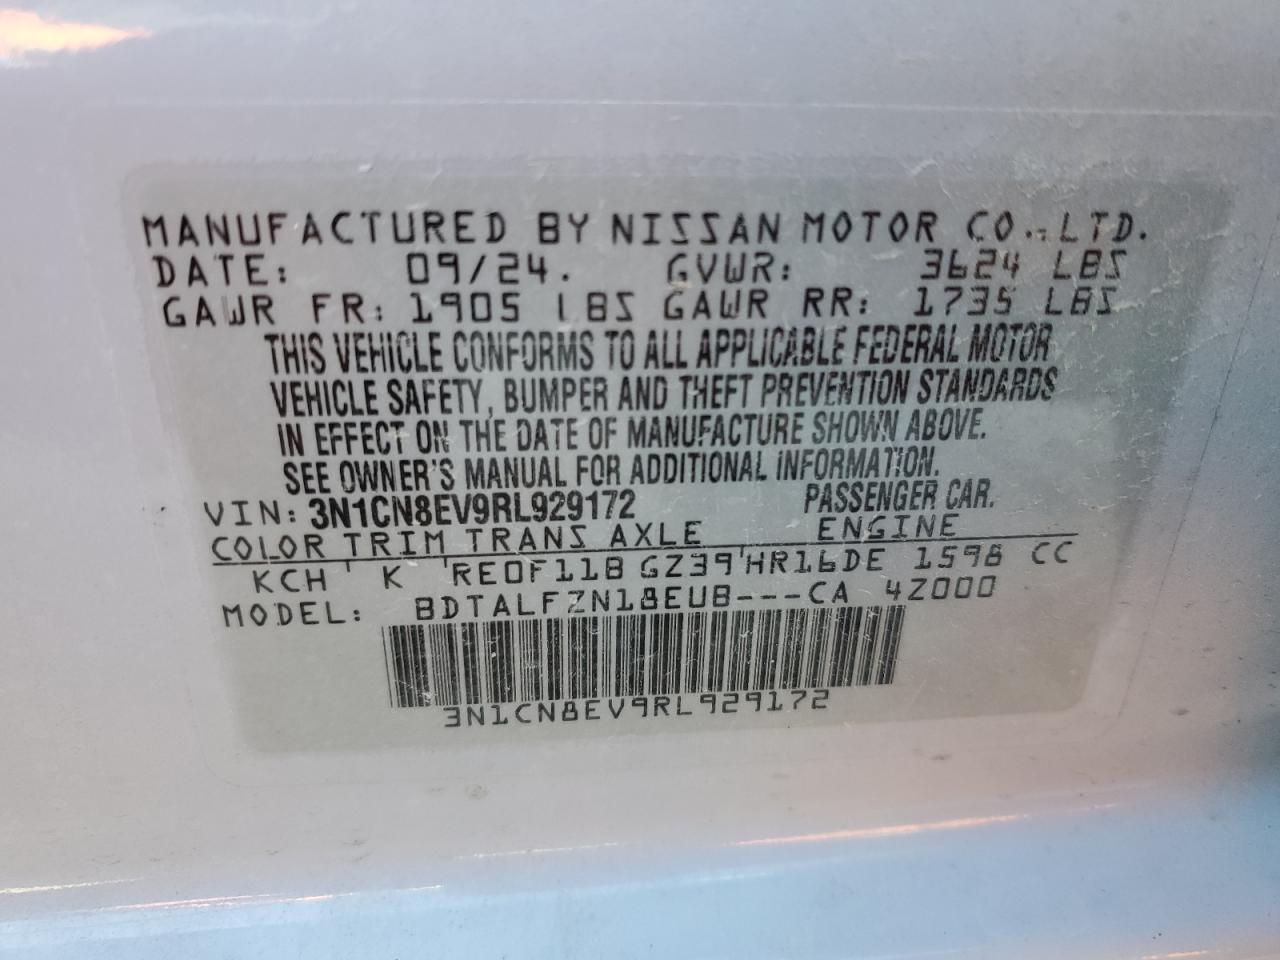 MANUFACTURED BY NISSAN MOTOR CO., LTD.
DATE: 09/24. GVWR: 3624 LBS
GAWR FR: 1905 LBS GAWR RR: 1735 LBS
THIS VEHICLE CONFORMS TO ALL APPLICABLE FEDERAL MOTOR
VEHICLE SAFETY, BUMPER AND THEFT PREVENTION STANDARDS
IN EFFECT ON THE DATE OF MANUFACTURE SHOWN ABOVE.
SEE OWNER'S MANUAL FOR ADDITIONAL INFORMATION.
VIN: 3N1CN8EV9RL929172 PASSENGER CAR.
COLOR TRIM TRANS AXLE ENGINE
KCH K RE0F11B GZ39 HR16DE 1598 CC
MODEL: BDTALFZN18EUB---CA 4Z000
3N1CN8EV9RL929172